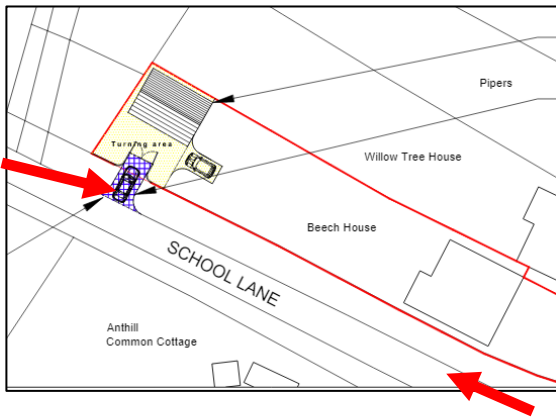 Pipers
Turning area
Willow Tree House
Beech House
SCHOOL LANE
Anthill
Common Cottage